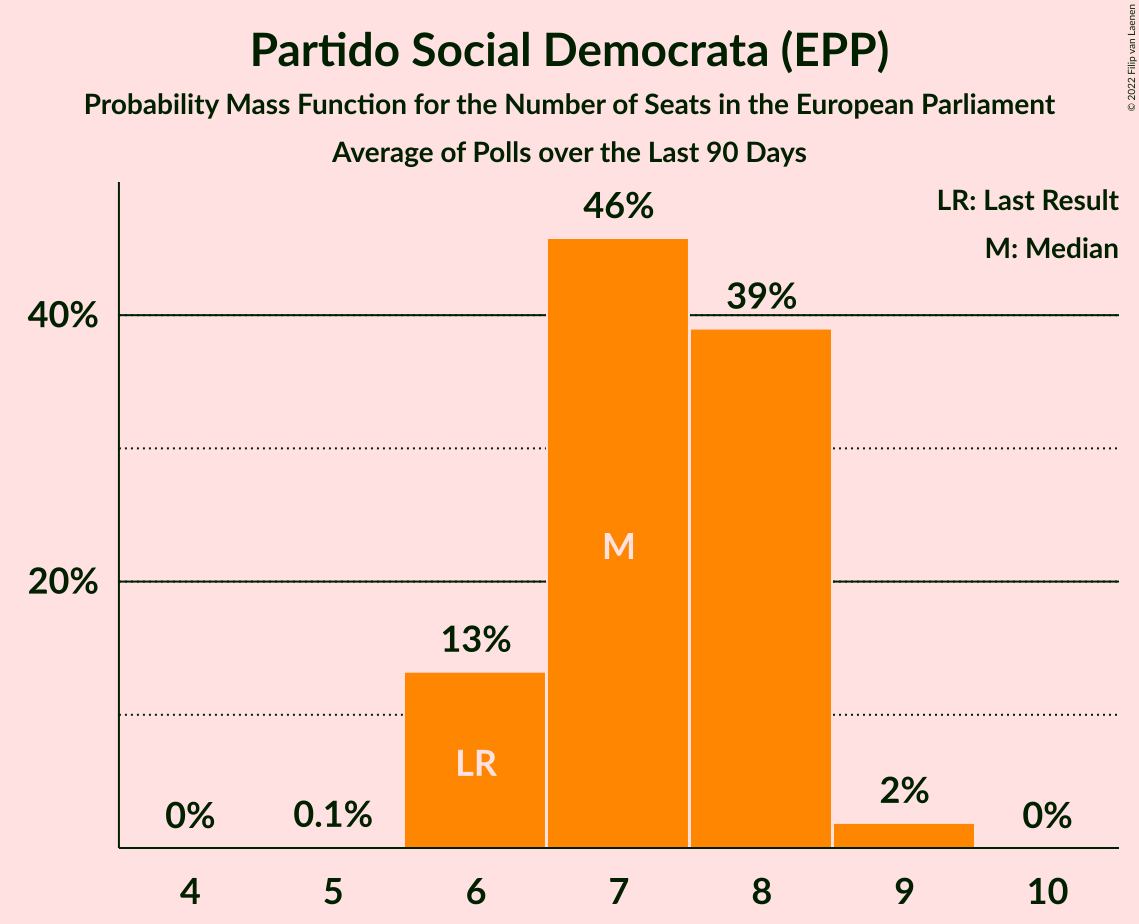 Partido Social Democrata (EPP)
Probability Mass Function for the Number of Seats in the European Parliament
Average of Polls over the Last 90 Days
© 2022 Filip van Laenen
LR: Last Result
M: Median
46%
39%
40%
M
20%
13%
LR
2%
0%
0.1%
0%
4 5 6 7 8 9 10